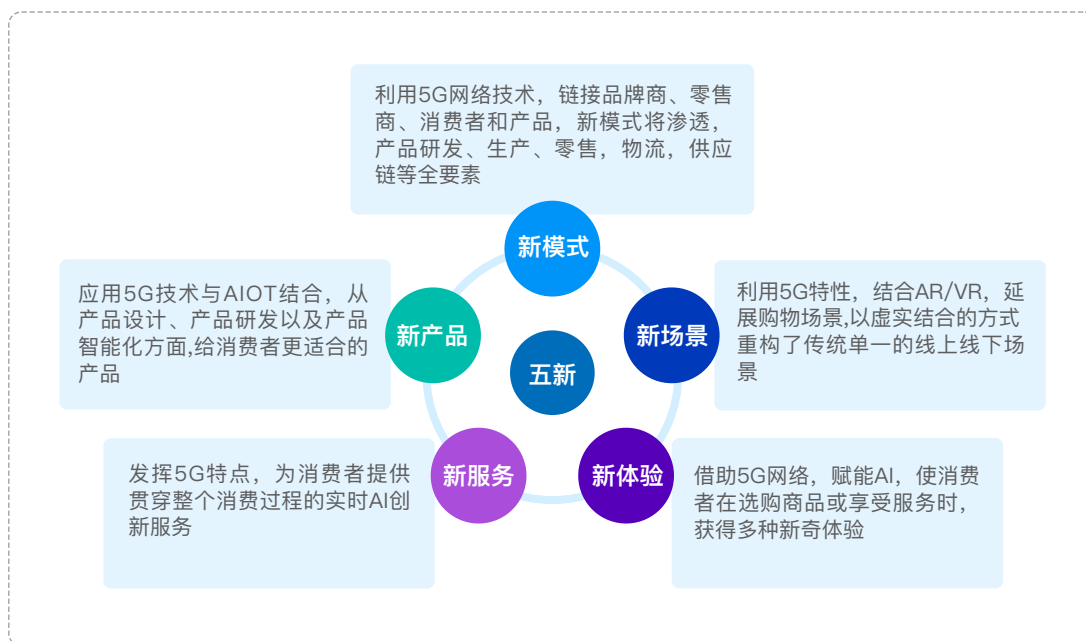 利用5G网络技术，链接品牌商、零售
商、消费者和产品，新模式将渗透，
产品研发、生产、零售，物流，供应
链等全要素
新模式
应用5G技术与AIOT结合，从
产品设计、产品研发以及产品
智能化方面,给消费者更适合的
产品
新产品
新场景
利用5G特性，结合AR/VR，延
展购物场景,以虚实结合的方式
重构了传统单一的线上线下场
景
五新
发挥5G特点，为消费者提供
贯穿整个消费过程的实时AI创
新服务
新服务
新体验
借助5G网络，赋能AI，使消费
者在选购商品或享受服务时，
获得多种新奇体验